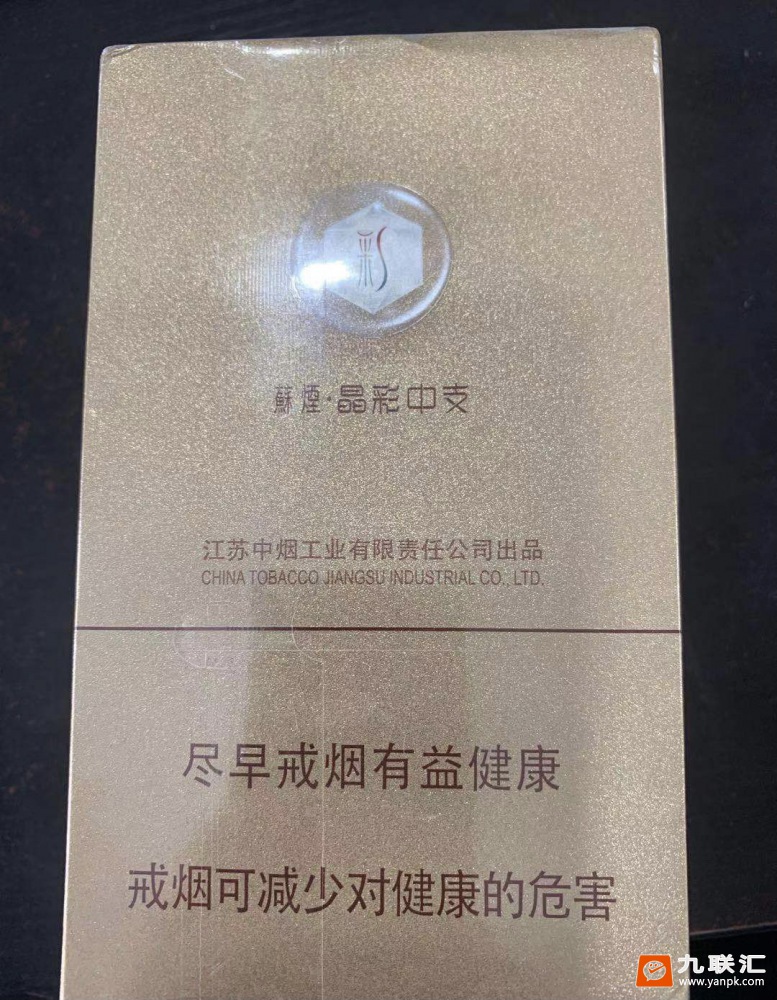 彩
蘇煙·晶彩中支
江苏中烟工业有限责任公司出品
CHINA TOBACCO JIANGSU INDUSTRIAL CO., LTD.
尽早戒烟有益健康
戒烟可减少对健康的危害
九联汇
www.yanpk.com